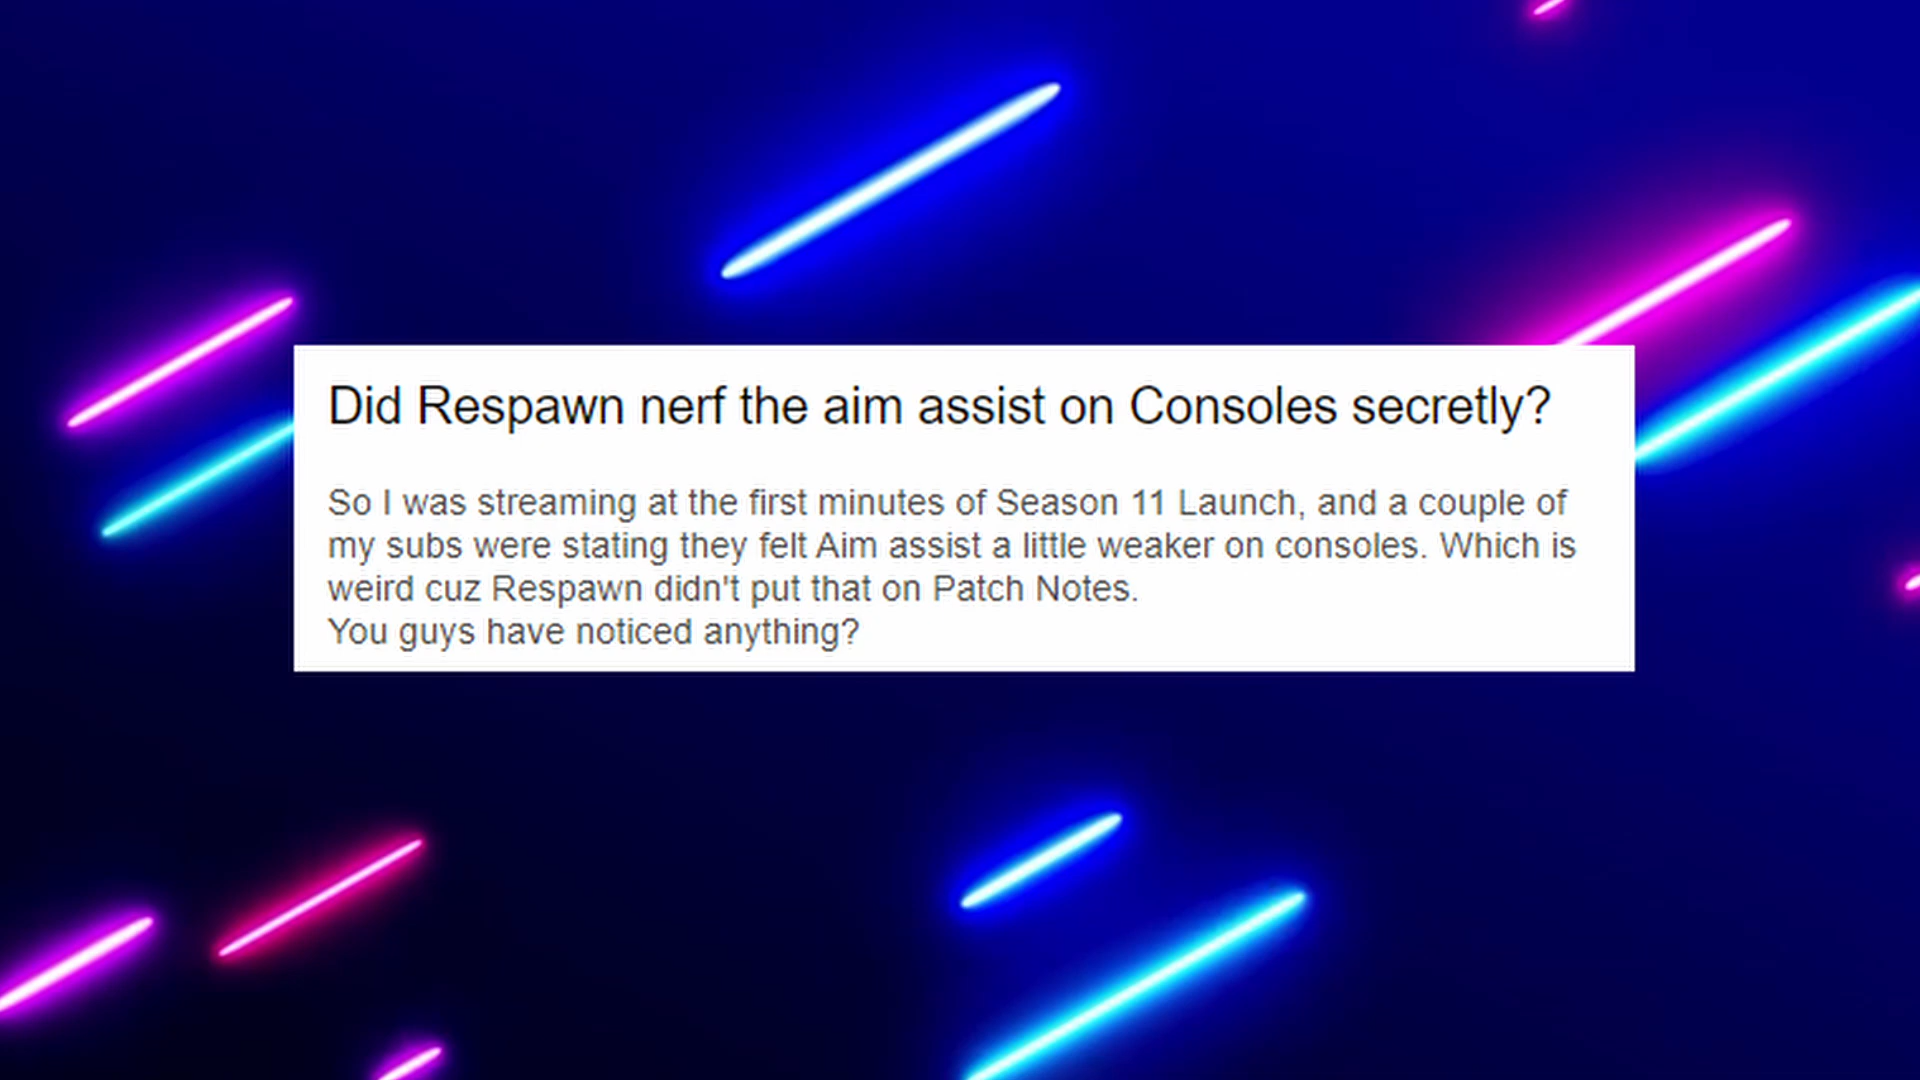 Did Respawn nerf the aim assist on Consoles secretly?
So I was streaming at the first minutes of Season 11 Launch, and a couple of
my subs were stating they felt Aim assist a little weaker on consoles. Which is
weird cuz Respawn didn't put that on Patch Notes.
You guys have noticed anything?